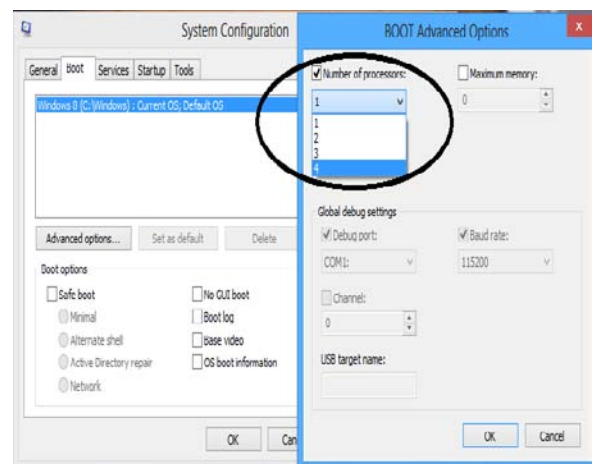 System Configuration
General Boot Services Startup Tools
Windows 8 (C:\Windows) : Current OS; Default OS
Advanced options... Set as default Delete
Boot options
Safe boot
Minimal
Alternate shell
Active Directory repair
Network
No GUI boot
Boot log
Base video
OS boot information
OK Can
BOOT Advanced Options
x
Number of processors: Maximum memory:
1 0
1
2
3
4
Global debug settings
Debug port: Baud rate:
COM1: 115200
Channel:
0
USB target name:
OK Cancel